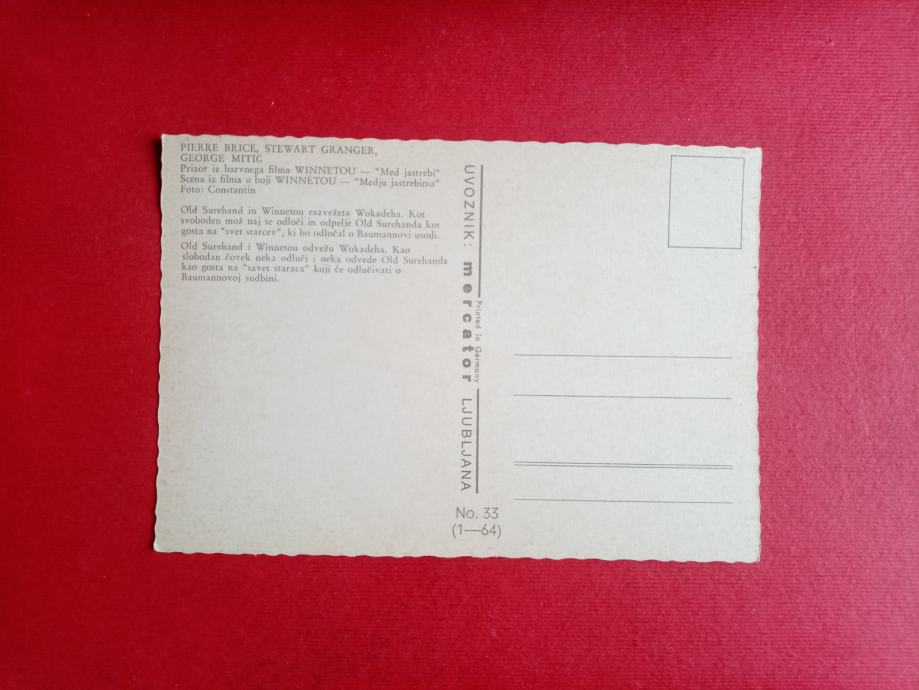 PIERRE BRICE, STEWART GRANGER,
GEORGE MITIĆ
Prizor iz barvnega filma WINNETOU — "Med jastrebi"
Scena iz filma u boji WINNETOU — "Medju jastrebima"
Foto: Constantin
Old Surehand in Winnetou razvežeta Wokadeha. Kot
svoboden mož naj se odloči in odpelje Old Surehanda kot
gosta na "svet starcev", ki bo odločal o Baumannovi usodi.
Old Surehand i Winnetou odvežu Wokadeha. Kao
slobodan čovek neka odluči i neka odvede Old Surehanda
kao gosta na "savet staraca" koji će odlučivati o
Baumannovoj sudbini.
UVOZNIK: mercator LJUBLJANA
Printed in Germany
No. 33
(1—64)